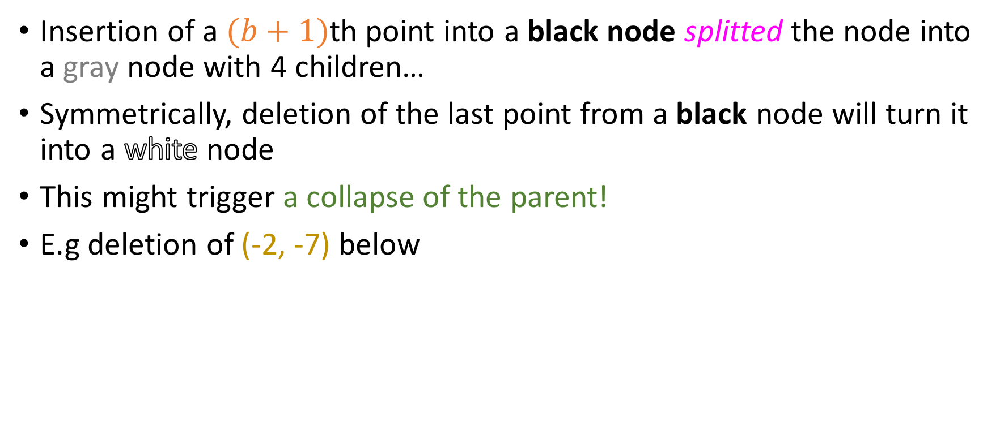 • Insertion of a (b + 1)th point into a black node splitted the node into
a gray node with 4 children...
• Symmetrically, deletion of the last point from a black node will turn it
into a white node
• This might trigger a collapse of the parent!
• E.g deletion of (-2, -7) below